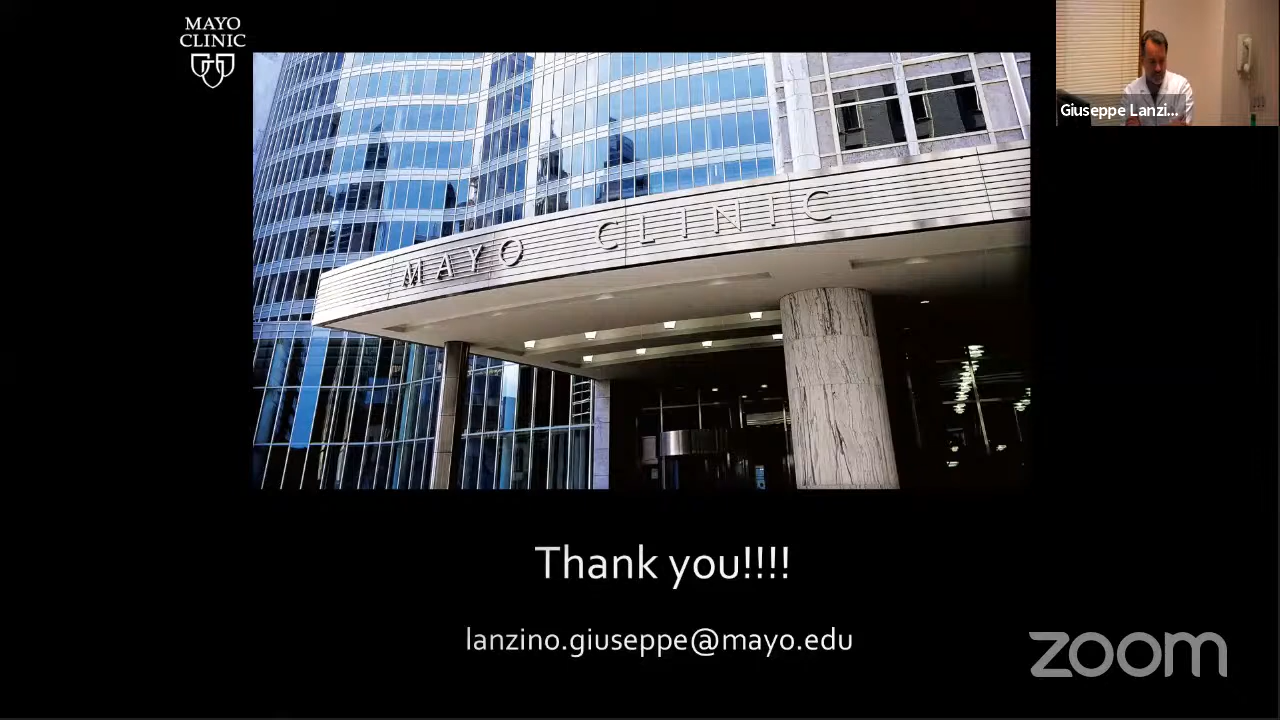 MAYO
CLINIC
Giuseppe Lanzi...
MAYO CLINIC
Thank you!!!!
lanzino.giuseppe@mayo.edu
zoom